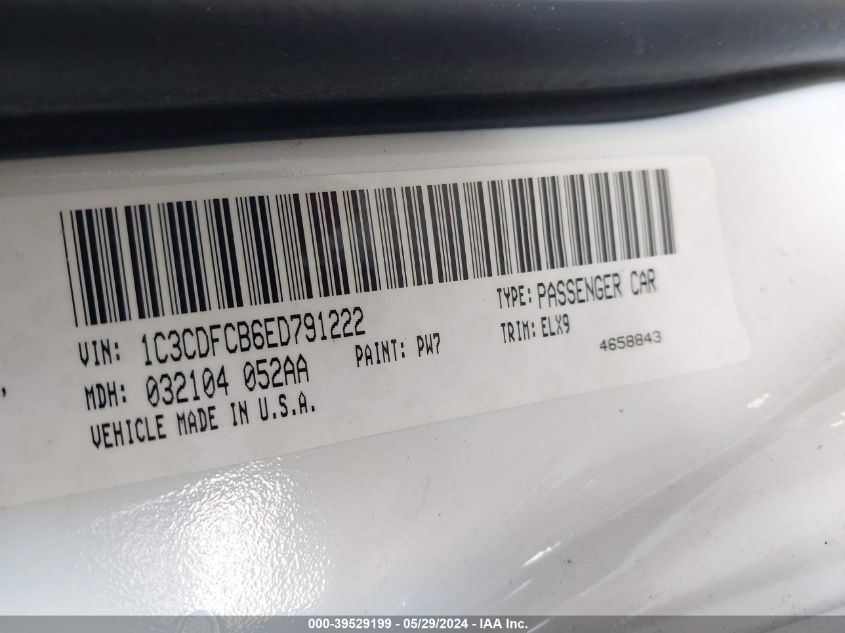 VIN: 1C3CDFCB6ED791222
TYPE: PASSENGER CAR
MDH: 032104 052AA
PAINT: PW7
TRIM: ELX9
VEHICLE MADE IN U.S.A.
4658843
000-39529199 - 05/29/2024 - IAA Inc.